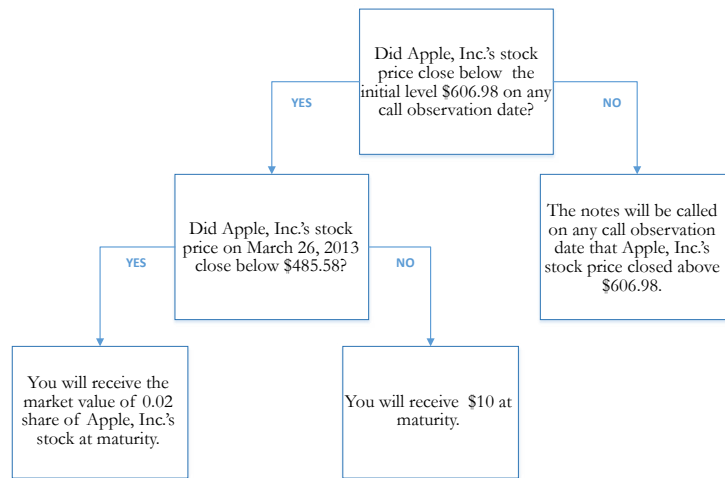 Did Apple, Inc.'s stock
price close below the
initial level $606.98 on any
call observation date?
YES
NO
Did Apple, Inc.'s stock
price on March 26, 2013
close below $485.58?
The notes will be called
on any call observation
date that Apple, Inc.'s
stock price closed above
$606.98.
YES
NO
You will receive the
market value of 0.02
share of Apple, Inc.'s
stock at maturity.
You will receive $10 at
maturity.